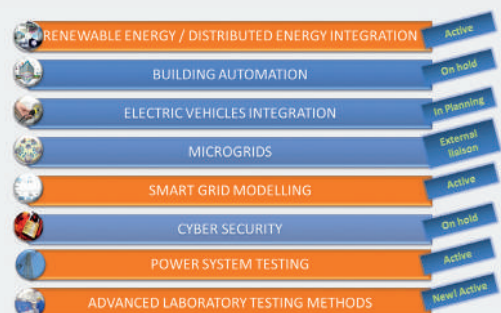 RENEWABLE ENERGY / DISTRIBUTED ENERGY INTEGRATION
Active
BUILDING AUTOMATION
On hold
ELECTRIC VEHICLES INTEGRATION
In Planning
MICROGRIDS
External
liaison
SMART GRID MODELLING
Active
CYBER SECURITY
On hold
POWER SYSTEM TESTING
Active
ADVANCED LABORATORY TESTING METHODS
New! Active